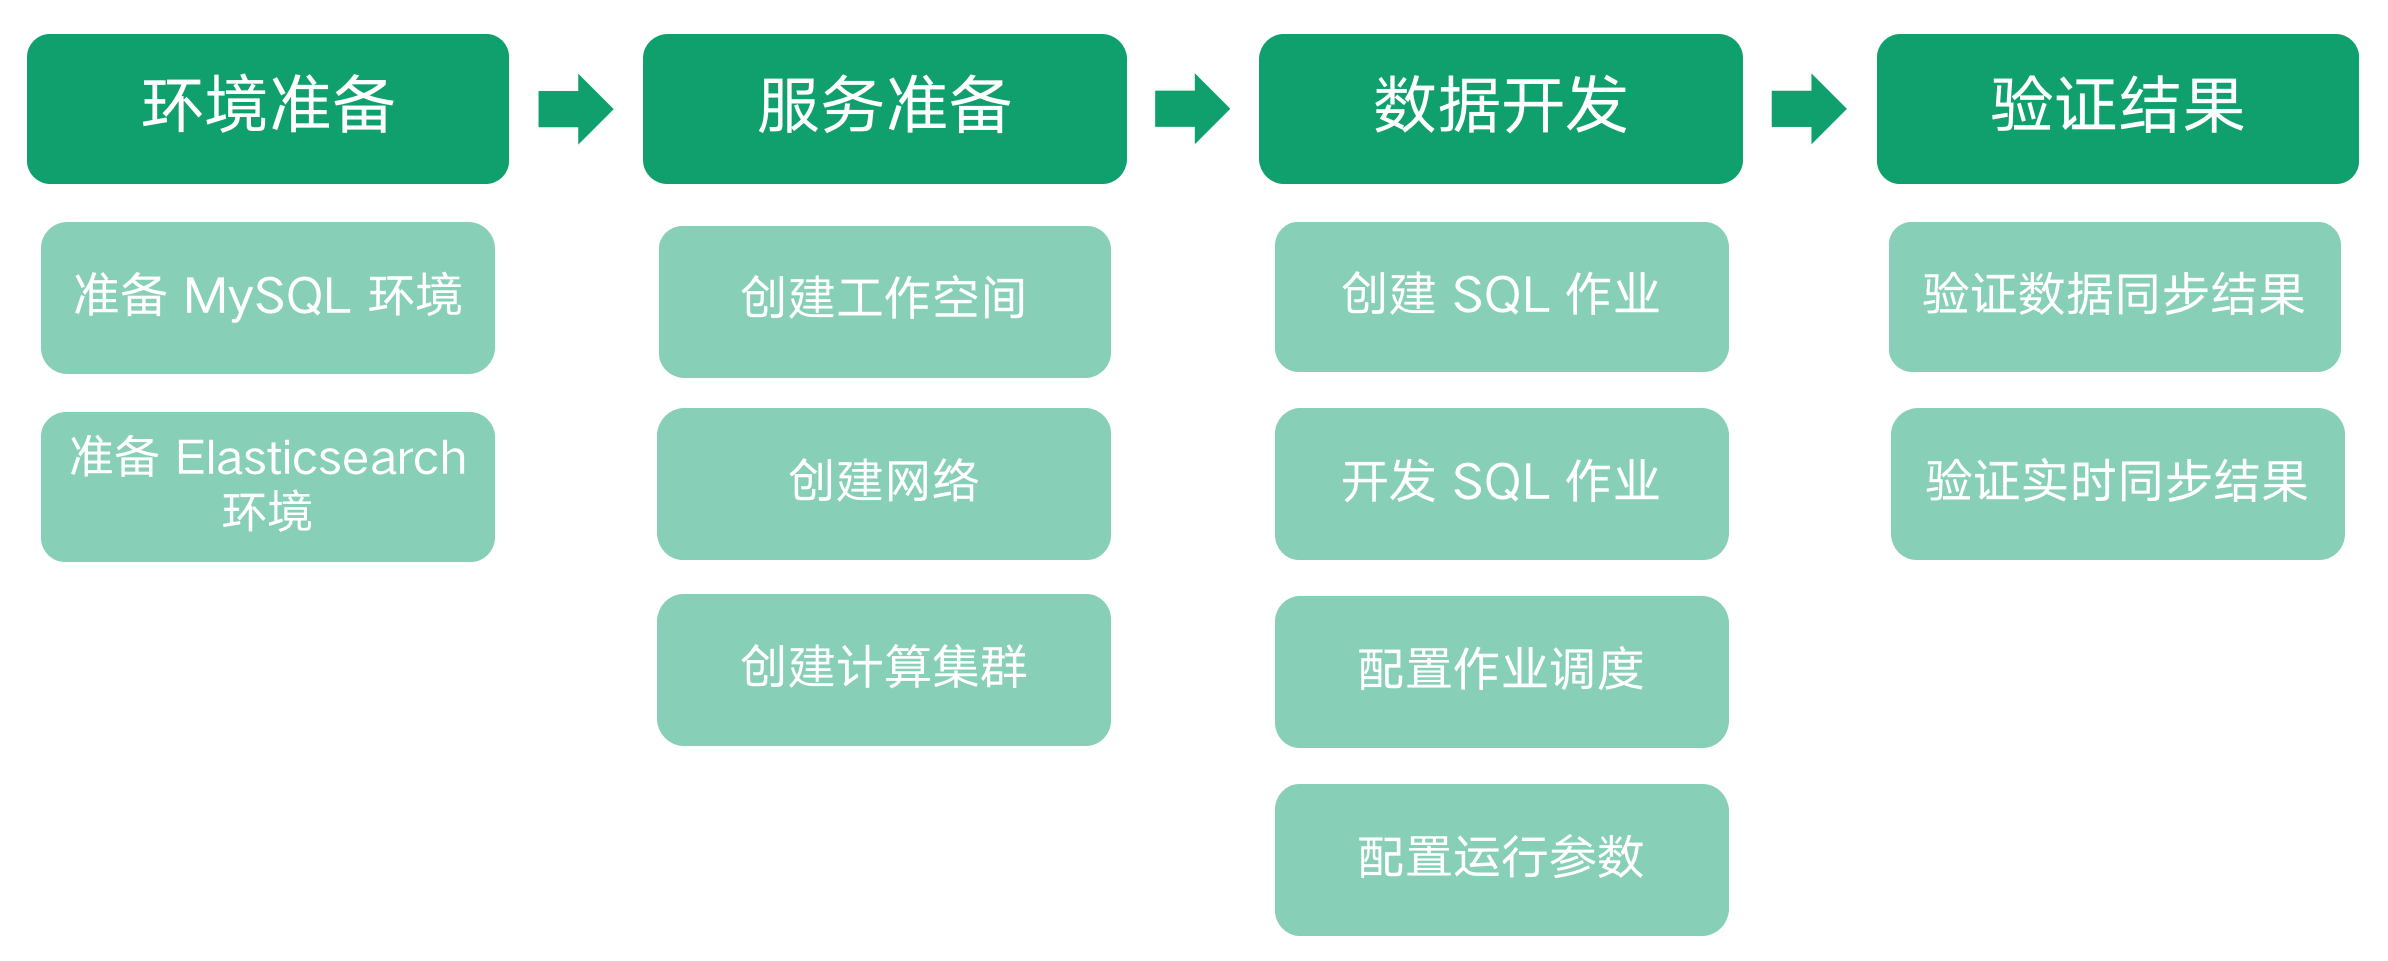 环境准备
服务准备
数据开发
验证结果
准备 MySQL 环境
准备 Elasticsearch
环境
创建工作空间
创建网络
创建计算集群
创建 SQL 作业
开发 SQL 作业
配置作业调度
配置运行参数
验证数据同步结果
验证实时同步结果